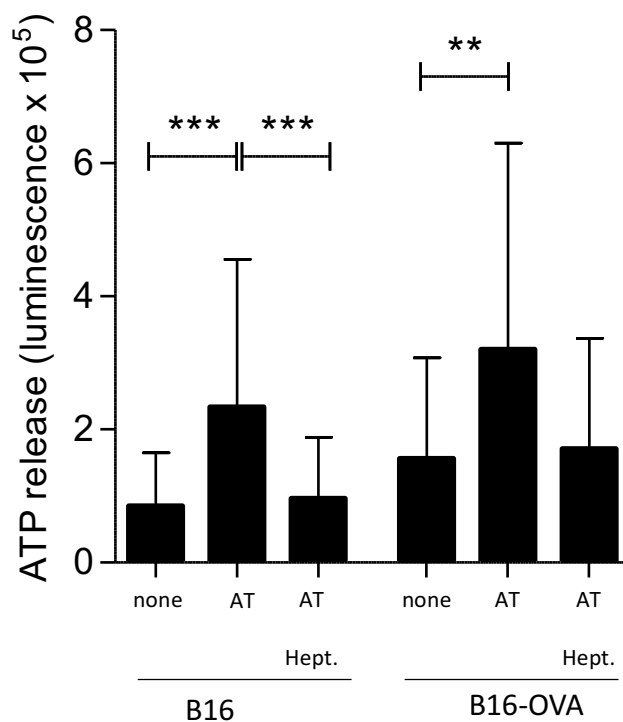 ATP release (luminescence x 10⁵)
8
6
4
2
0
***
***
**
none AT AT none AT AT
Hept. Hept.
B16 B16-OVA